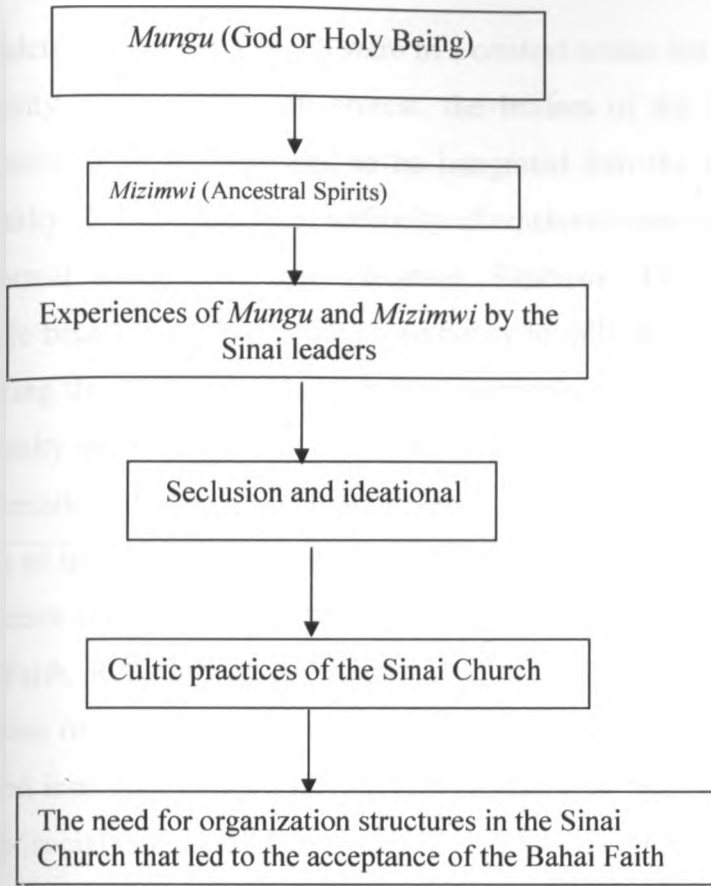 Mungu (God or Holy Being)
Mizimwi (Ancestral Spirits)
Experiences of Mungu and Mizimwi by the
Sinai leaders
Seclusion and ideational
Cultic practices of the Sinai Church
The need for organization structures in the Sinai
Church that led to the acceptance of the Bahai Faith